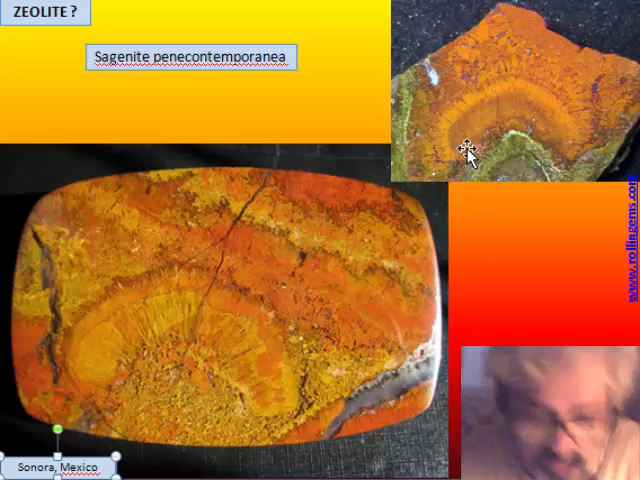 ZEOLITE ?
Sagenite penecontemporanea
www.rollingems.com
Sonora, Mexico